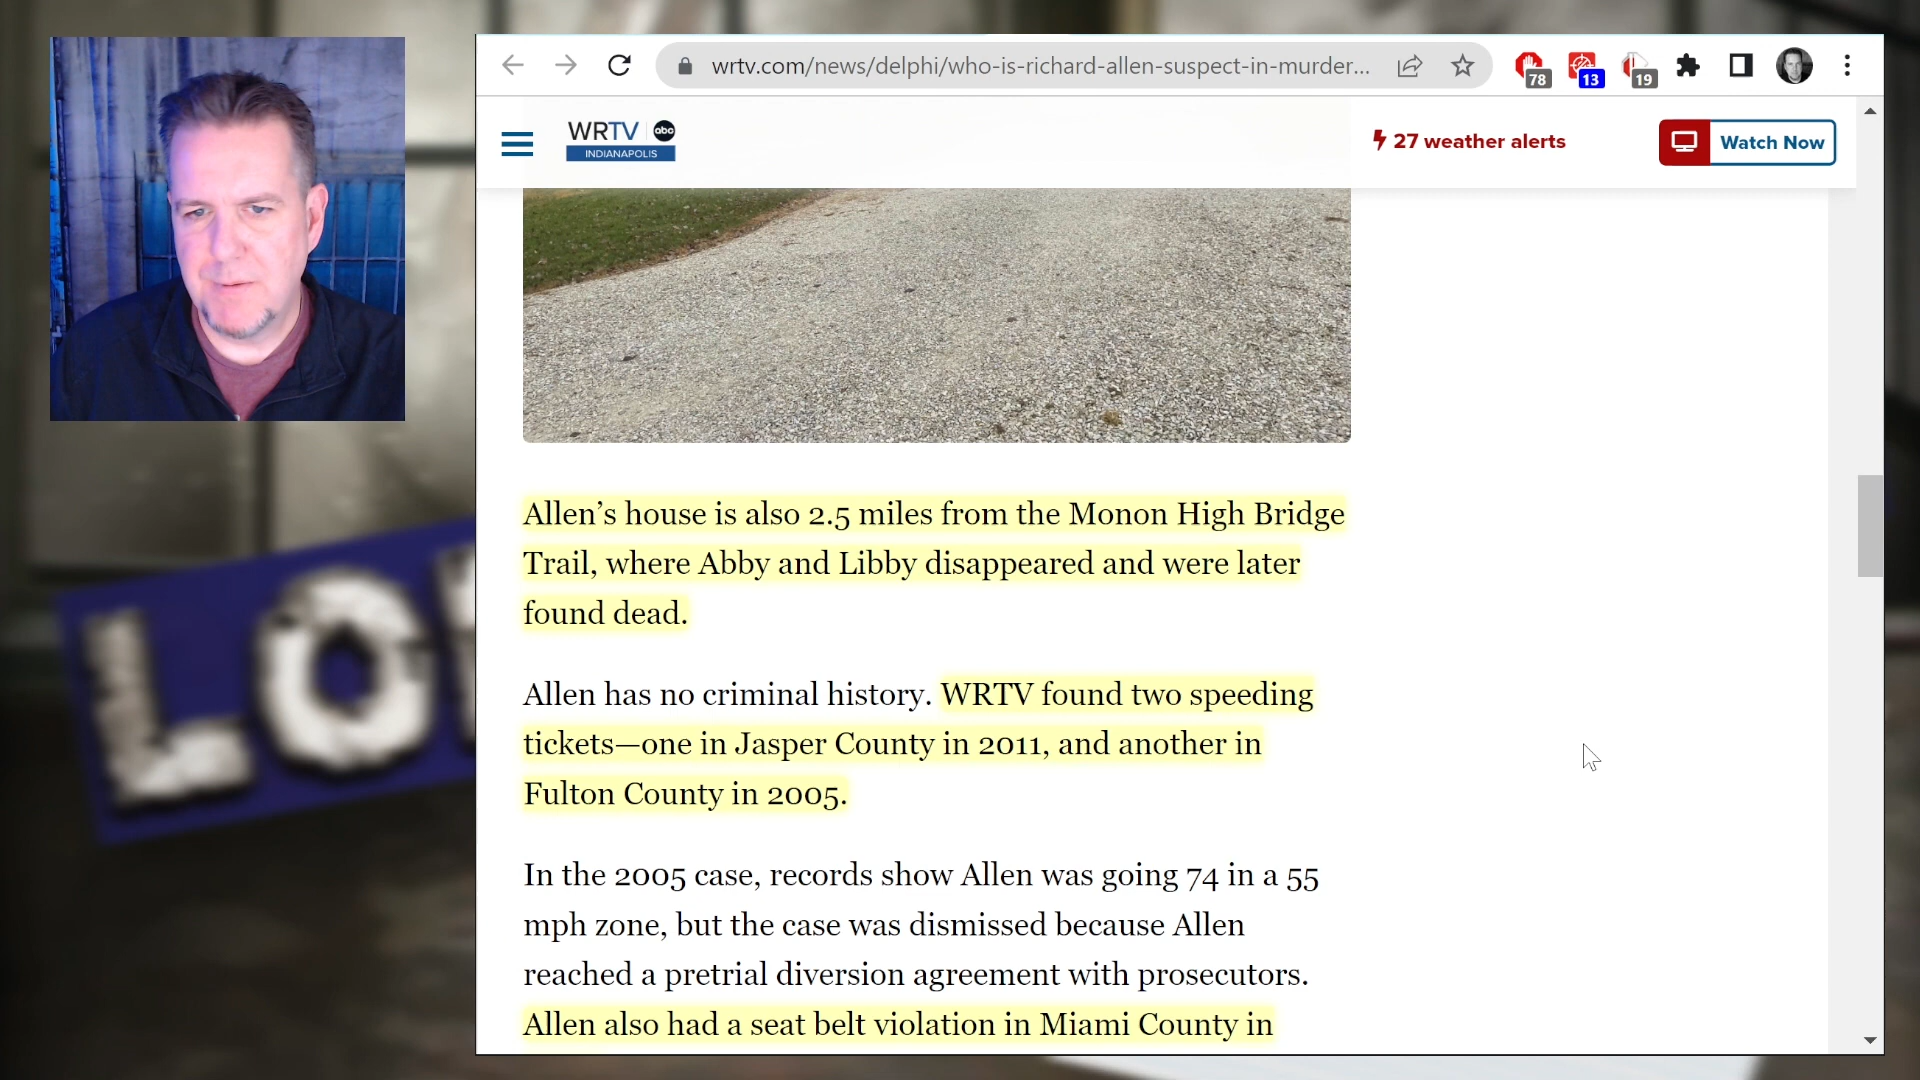 wrtv.com/news/delphi/who-is-richard-allen-suspect-in-murder...
78
13
19
WRTV abc
INDIANAPOLIS
27 weather alerts
Watch Now
Allen’s house is also 2.5 miles from the Monon High Bridge
Trail, where Abby and Libby disappeared and were later
found dead.
Allen has no criminal history. WRTV found two speeding
tickets—one in Jasper County in 2011, and another in
Fulton County in 2005.
In the 2005 case, records show Allen was going 74 in a 55
mph zone, but the case was dismissed because Allen
reached a pretrial diversion agreement with prosecutors.
Allen also had a seat belt violation in Miami County in